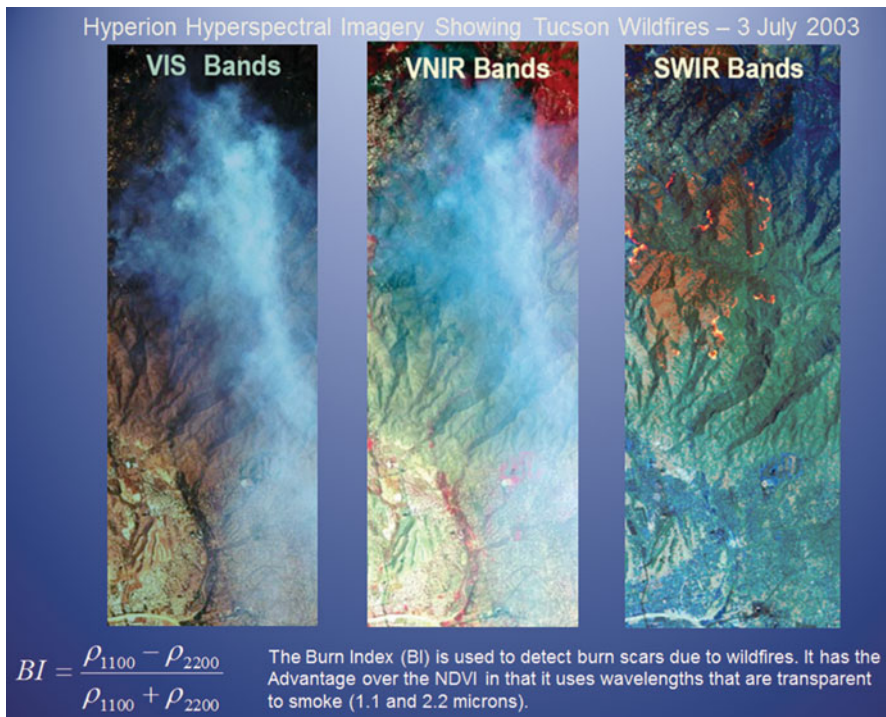 Hyperion Hyperspectral Imagery Showing Tucson Wildfires – 3 July 2003
VIS Bands
VNIR Bands
SWIR Bands
BI = (ρ1100 − ρ2200) / (ρ1100 + ρ2200)
The Burn Index (BI) is used to detect burn scars due to wildfires. It has the
Advantage over the NDVI in that it uses wavelengths that are transparent
to smoke (1.1 and 2.2 microns).